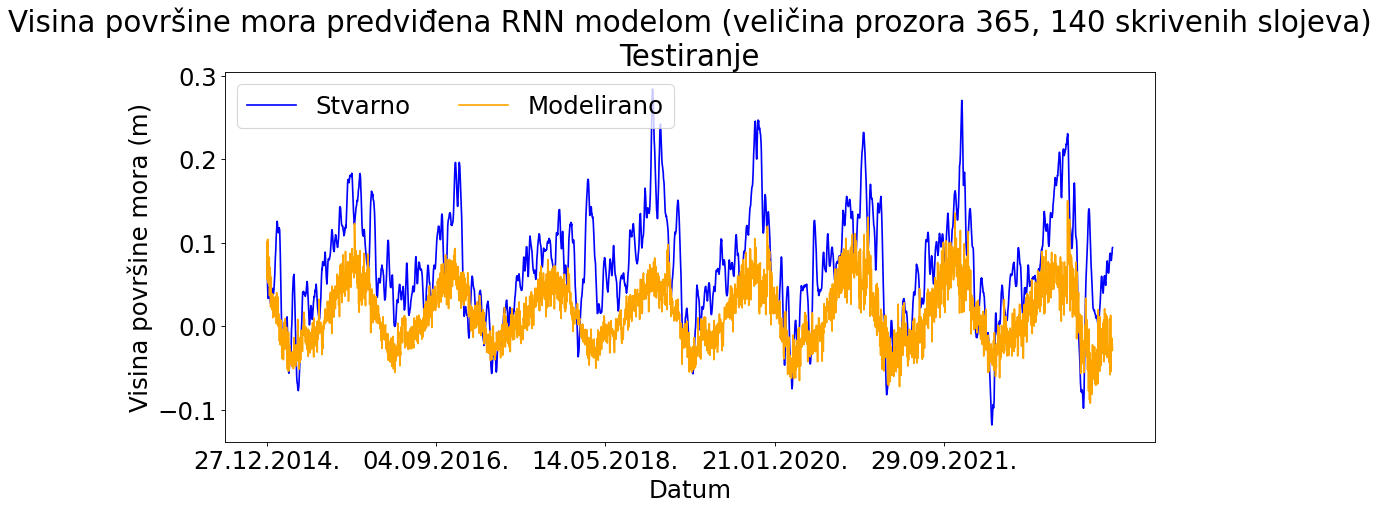 Visina površine mora predviđena RNN modelom (veličina prozora 365, 140 skrivenih slojeva)
Testiranje
Stvarno Modelirano
Visina površine mora (m)
0.3
0.2
0.1
0.0
−0.1
27.12.2014. 04.09.2016. 14.05.2018. 21.01.2020. 29.09.2021.
Datum